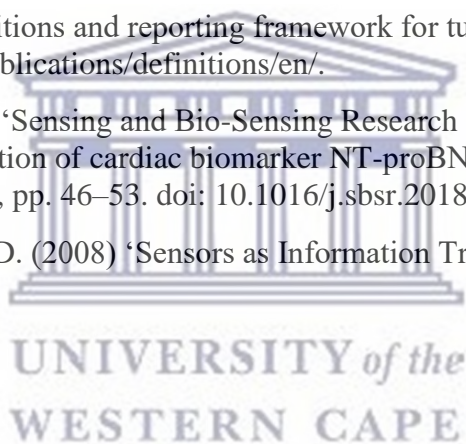 itions and reporting framework for tu
blications/definitions/en/.
‘Sensing and Bio-Sensing Research
tion of cardiac biomarker NT-proBN
, pp. 46–53. doi: 10.1016/j.sbsr.2018
D. (2008) ‘Sensors as Information Tr
UNIVERSITY of the
WESTERN CAPE